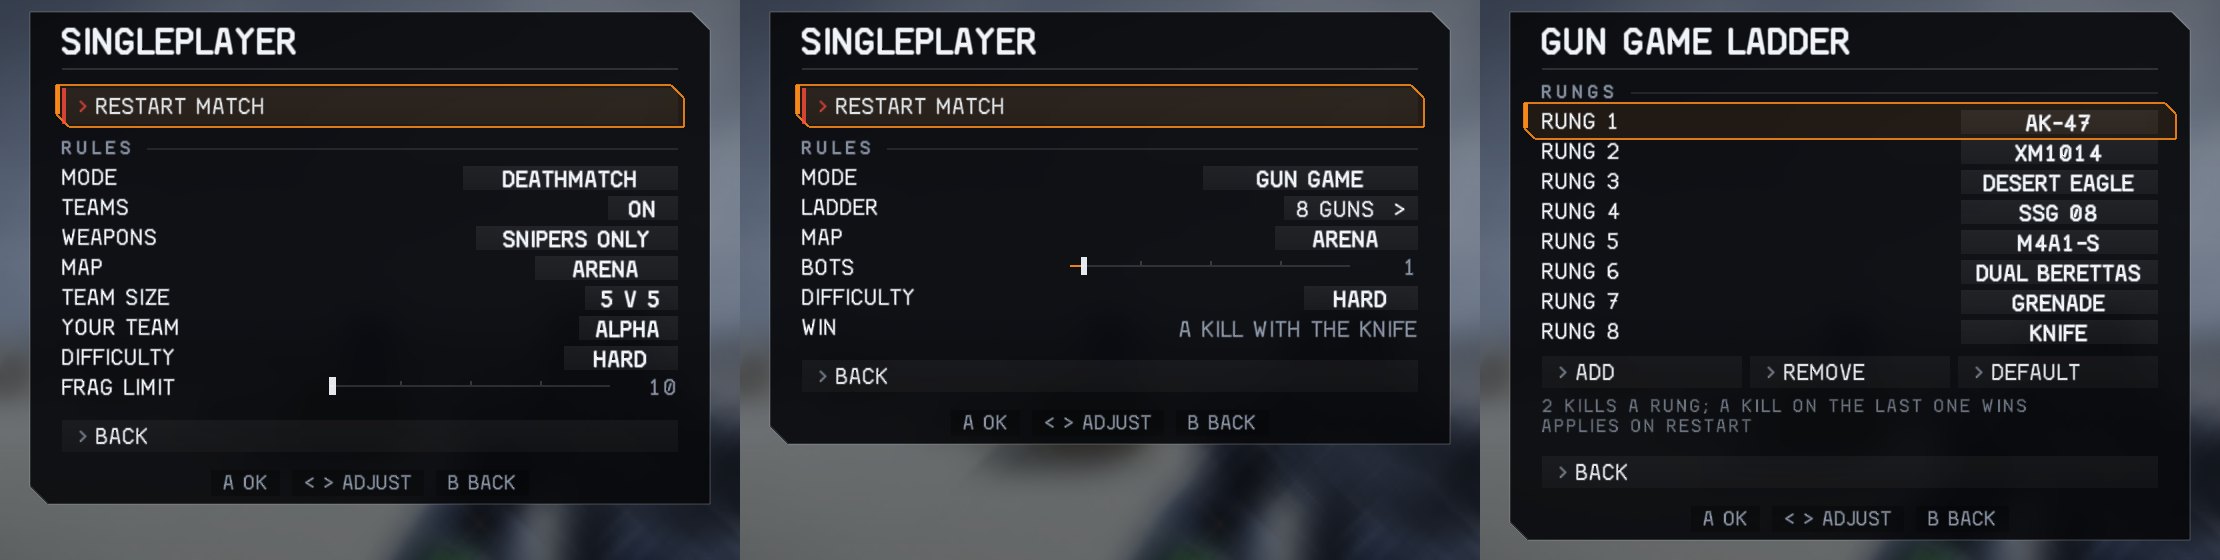 SINGLEPLAYER
> RESTART MATCH
RULES
MODE DEATHMATCH
TEAMS ON
WEAPONS SNIPERS ONLY
MAP ARENA
TEAM SIZE 5 V 5
YOUR TEAM ALPHA
DIFFICULTY HARD
FRAG LIMIT 10
> BACK
A OK < > ADJUST B BACK
SINGLEPLAYER
> RESTART MATCH
RULES
MODE GUN GAME
LADDER 8 GUNS >
MAP ARENA
BOTS 1
DIFFICULTY HARD
WIN A KILL WITH THE KNIFE
> BACK
A OK < > ADJUST B BACK
GUN GAME LADDER
RUNGS
RUNG 1 AK-47
RUNG 2 XM1014
RUNG 3 DESERT EAGLE
RUNG 4 SSG 08
RUNG 5 M4A1-S
RUNG 6 DUAL BERETTAS
RUNG 7 GRENADE
RUNG 8 KNIFE
> ADD > REMOVE > DEFAULT
2 KILLS A RUNG; A KILL ON THE LAST ONE WINS
APPLIES ON RESTART
> BACK
A OK < > ADJUST B BACK